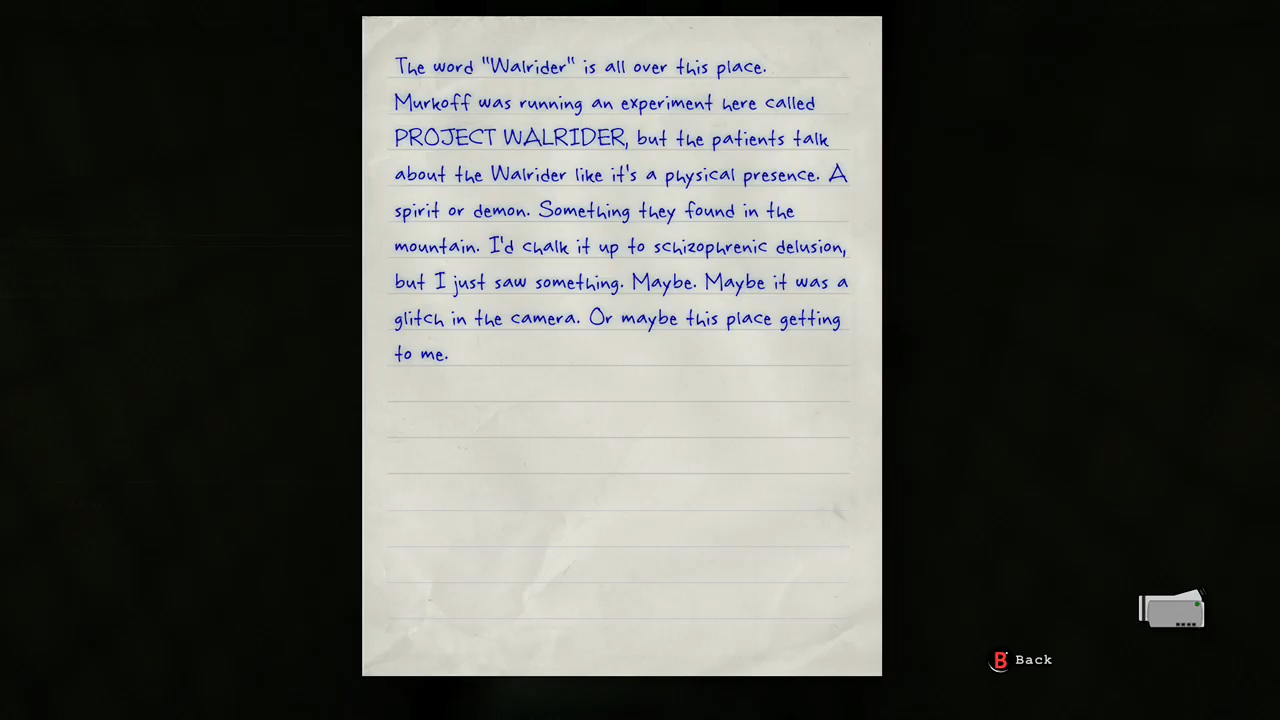 The word "Walrider" is all over this place.
Murkoff was running an experiment here called
PROJECT WALRIDER, but the patients talk
about the Walrider like it's a physical presence. A
spirit or demon. Something they found in the
mountain. I'd chalk it up to schizophrenic delusion,
but I just saw something. Maybe. Maybe it was a
glitch in the camera. Or maybe this place getting
to me.
B Back